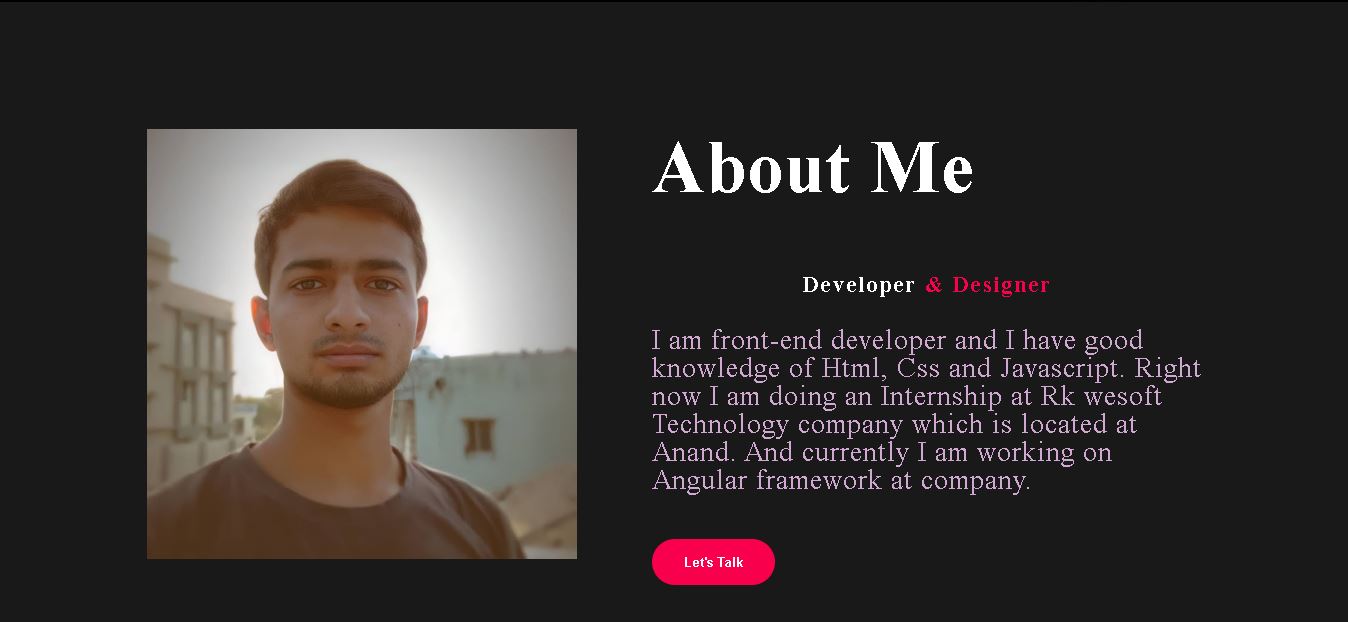 About Me
Developer & Designer
I am front-end developer and I have good
knowledge of Html, Css and Javascript. Right
now I am doing an Internship at Rk wesoft
Technology company which is located at
Anand. And currently I am working on
Angular framework at company.
Let's Talk